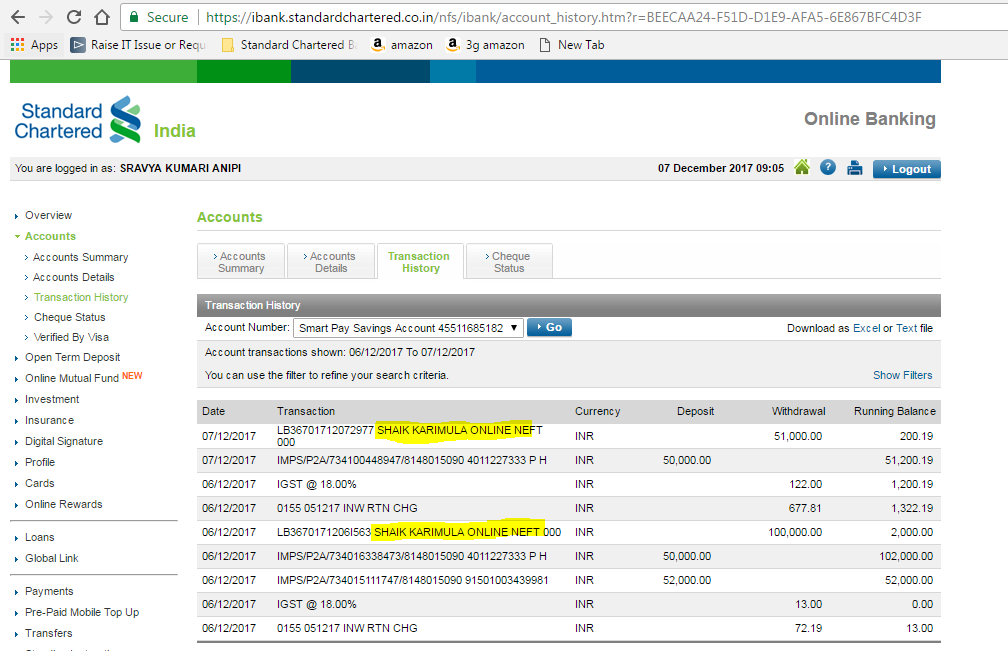 Secure https://ibank.standardchartered.co.in/nfs/ibank/account_history.htm?r=BEECAA24-F51D-D1E9-AFA5-6E867BFC4D3F
Apps Raise IT Issue or Requ Standard Chartered B amazon 3g amazon New Tab
Standard Chartered India
Online Banking
You are logged in as: SRAVYA KUMARI ANIPI 07 December 2017 09:05 Logout
Overview
Accounts
Accounts Summary
Accounts Details
Transaction History
Cheque Status
Verified By Visa
Open Term Deposit
Online Mutual Fund NEW
Investment
Insurance
Digital Signature
Profile
Cards
Online Rewards
Loans
Global Link
Payments
Pre-Paid Mobile Top Up
Transfers
Accounts
Accounts Summary
Accounts Details
Transaction History
Cheque Status
Transaction History
Account Number: Smart Pay Savings Account 45511685182 Go Download as Excel or Text file
Account transactions shown: 06/12/2017 To 07/12/2017
You can use the filter to refine your search criteria. Show Filters
Date Transaction Currency Deposit Withdrawal Running Balance
07/12/2017 LB36701712072977 SHAIK KARIMULA ONLINE NEFT 000 INR 51,000.00 200.19
07/12/2017 IMPS/P2A/734100448947/8148015090 4011227333 P H INR 50,000.00 51,200.19
06/12/2017 IGST @ 18.00% INR 122.00 1,200.19
06/12/2017 0155 051217 INW RTN CHG INR 677.81 1,322.19
06/12/2017 LB3670171206I563 SHAIK KARIMULA ONLINE NEFT 000 INR 100,000.00 2,000.00
06/12/2017 IMPS/P2A/734016338473/8148015090 4011227333 P H INR 50,000.00 102,000.00
06/12/2017 IMPS/P2A/734015111747/8148015090 91501003439981 INR 52,000.00 52,000.00
06/12/2017 IGST @ 18.00% INR 13.00 0.00
06/12/2017 0155 051217 INW RTN CHG INR 72.19 13.00